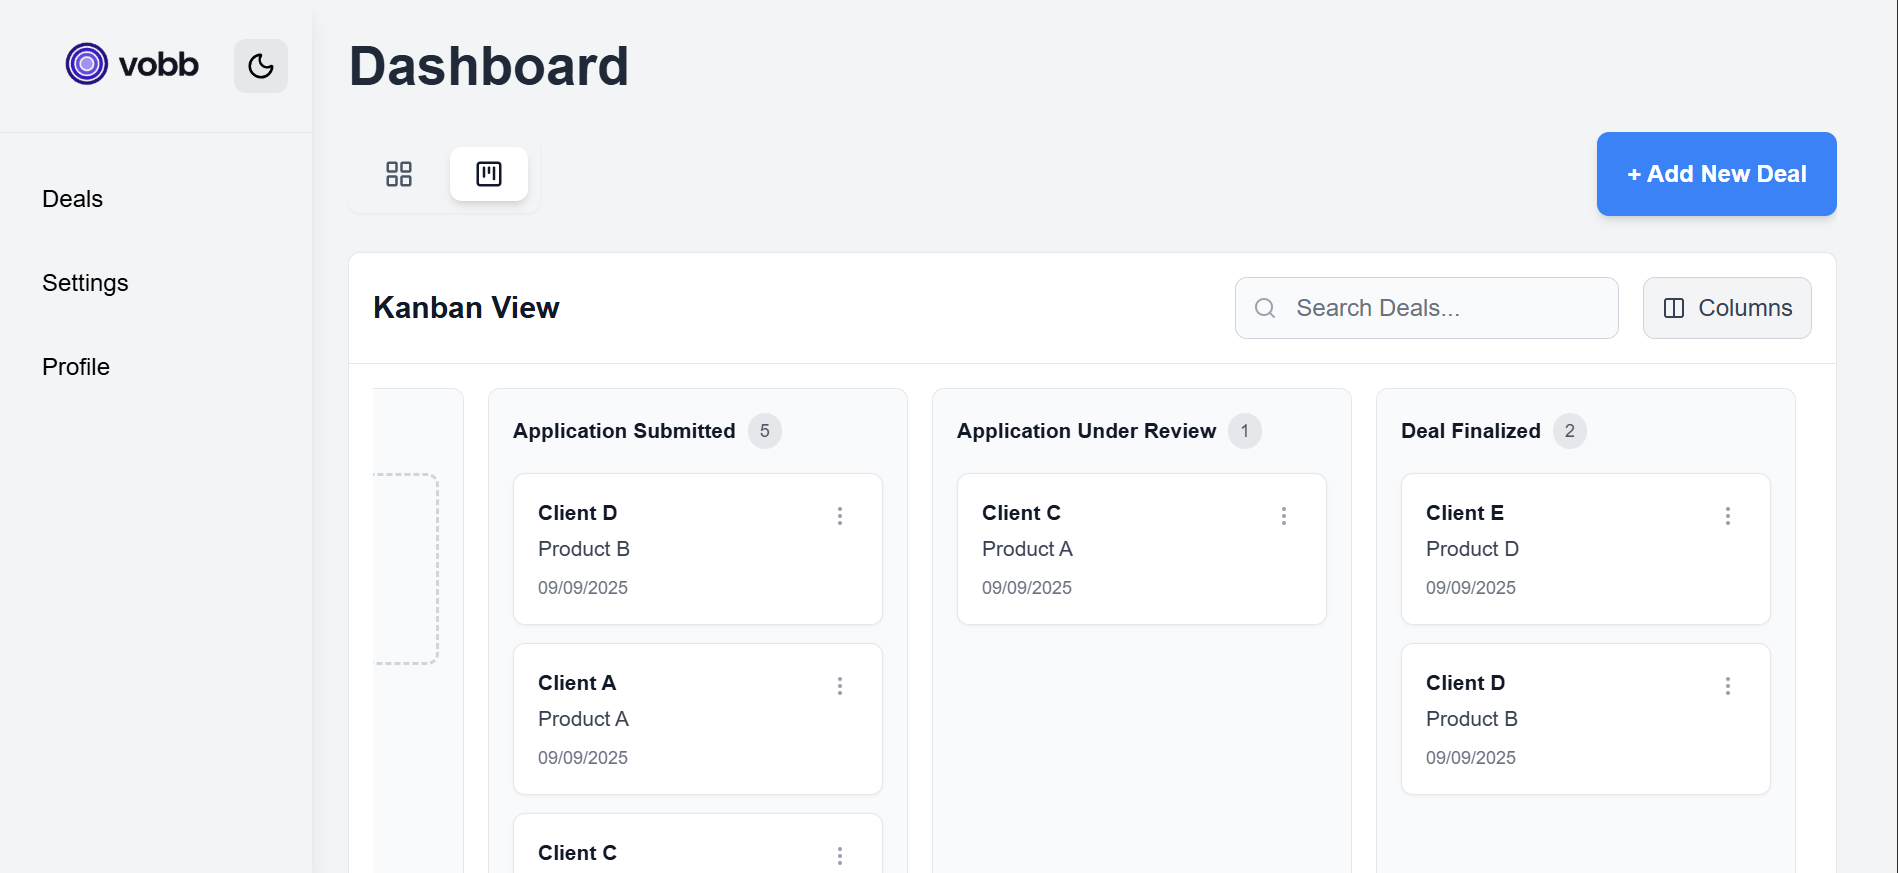 vobb
Dashboard
Deals
Settings
Profile
+ Add New Deal
Kanban View
Search Deals...
Columns
Application Submitted 5
Client D
Product B
09/09/2025
Client A
Product A
09/09/2025
Client C
Application Under Review 1
Client C
Product A
09/09/2025
Deal Finalized 2
Client E
Product D
09/09/2025
Client D
Product B
09/09/2025